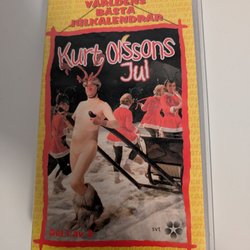 VÄRLDENS
BÄSTA
JULKALENDRAR
Kurt Olssons
Jul
svt